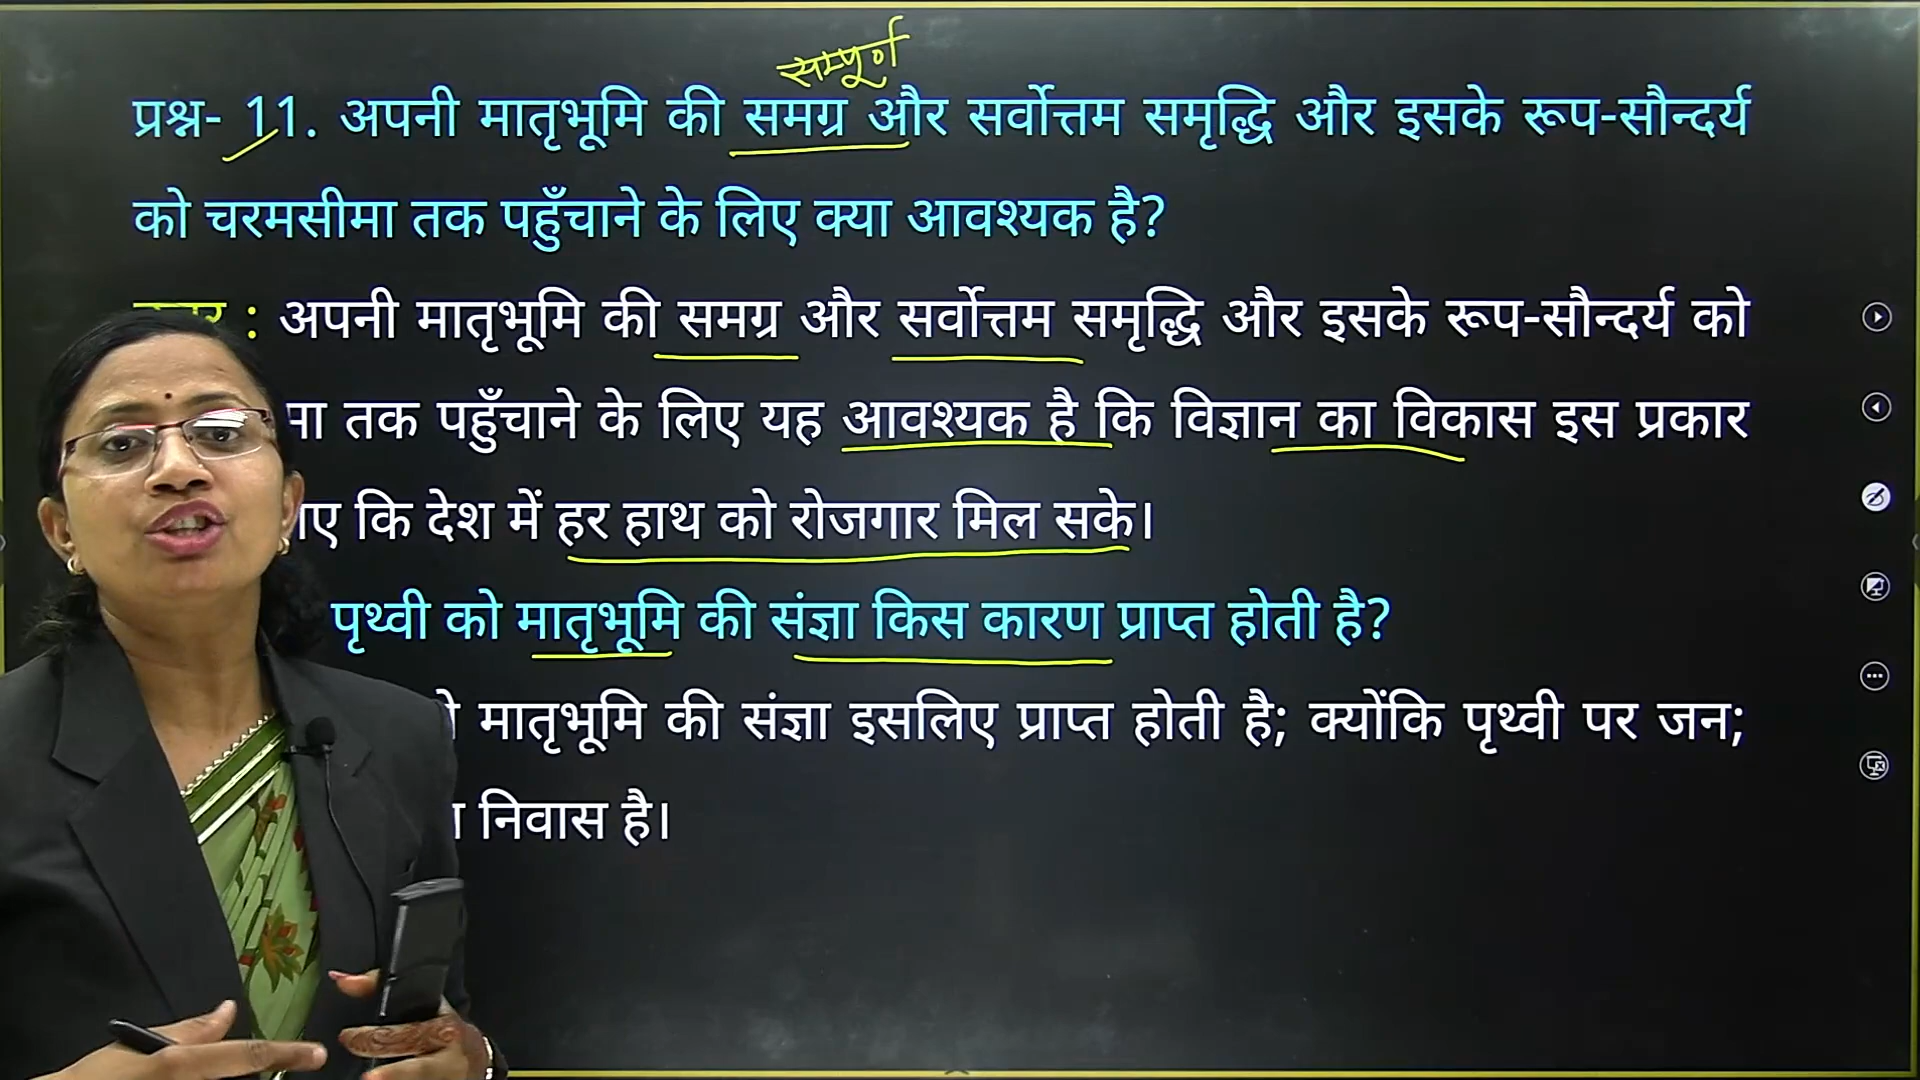 सम्पूर्ण
प्रश्न- 11. अपनी मातृभूमि की समग्र और सर्वोत्तम समृद्धि और इसके रूप-सौन्दर्य
को चरमसीमा तक पहुँचाने के लिए क्या आवश्यक है?
: अपनी मातृभूमि की समग्र और सर्वोत्तम समृद्धि और इसके रूप-सौन्दर्य को
तक पहुँचाने के लिए यह आवश्यक है कि विज्ञान का विकास इस प्रकार
कि देश में हर हाथ को रोजगार मिल सके।
पृथ्वी को मातृभूमि की संज्ञा किस कारण प्राप्त होती है?
मातृभूमि की संज्ञा इसलिए प्राप्त होती है; क्योंकि पृथ्वी पर जन;
निवास है।